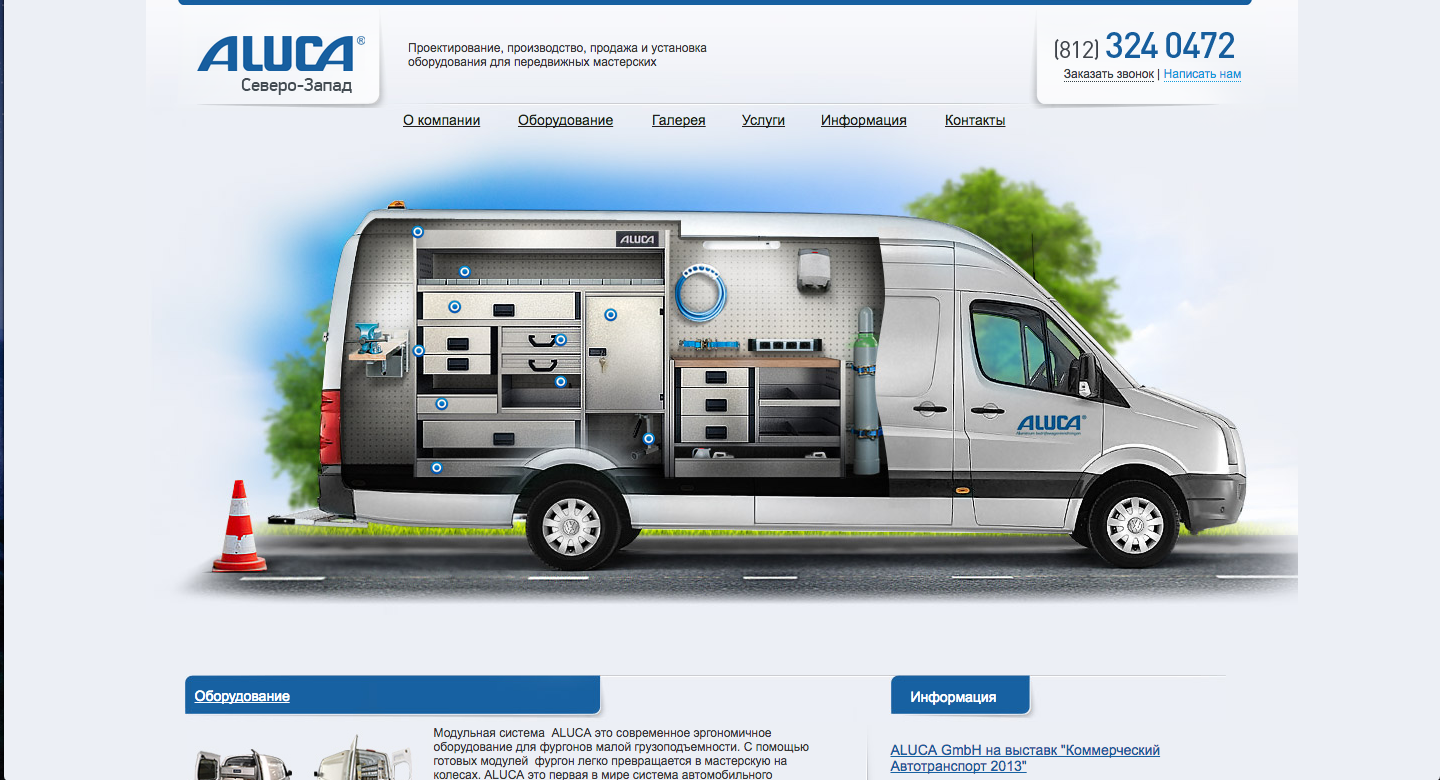 ALUCA®
Северо-Запад
Проектирование, производство, продажа и установка
оборудования для передвижных мастерских
(812) 324 0472
Заказать звонок | Написать нам
О компании Оборудование Галерея Услуги Информация Контакты
ALUCA
ALUCA®
Оборудование
Информация
Модульная система ALUCA это современное эргономичное
оборудование для фургонов малой грузоподъемности. С помощью
готовых модулей фургон легко превращается в мастерскую на
колесах. ALUCA это первая в мире система автомобильного
ALUCA GmbH на выставк "Коммерческий
Автотранспорт 2013"